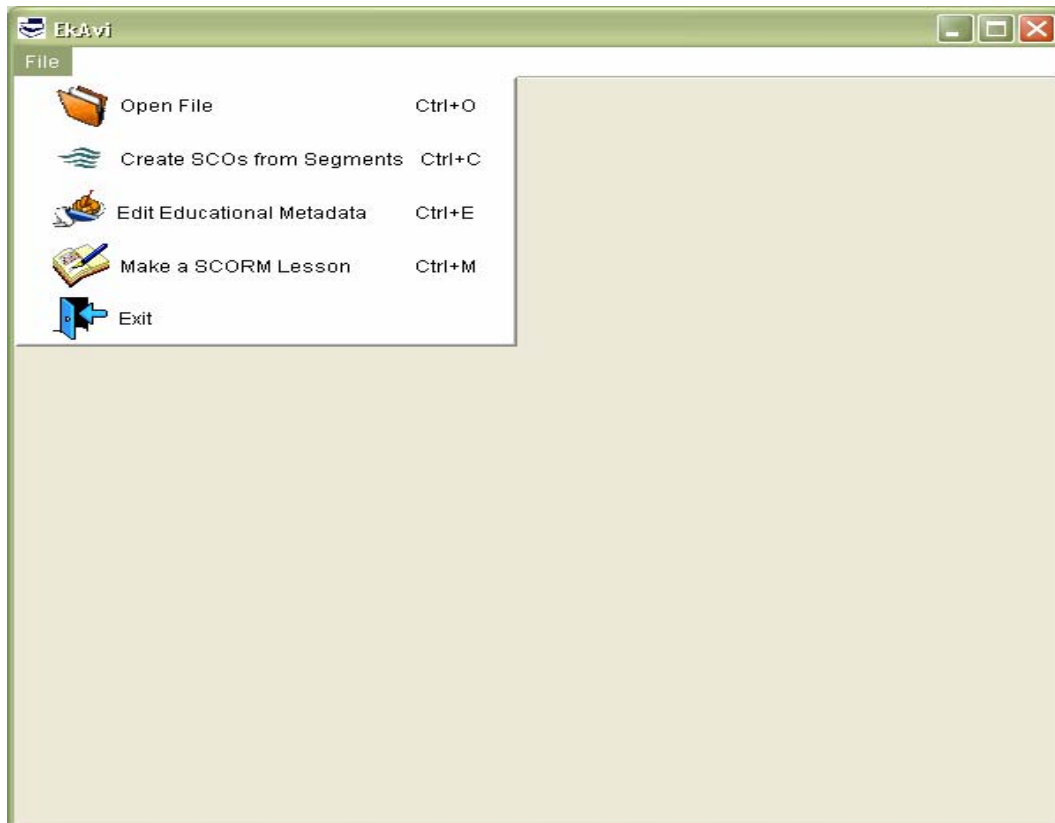 EkAvi
File
Open File Ctrl+O
Create SCOs from Segments Ctrl+C
Edit Educational Metadata Ctrl+E
Make a SCORM Lesson Ctrl+M
Exit